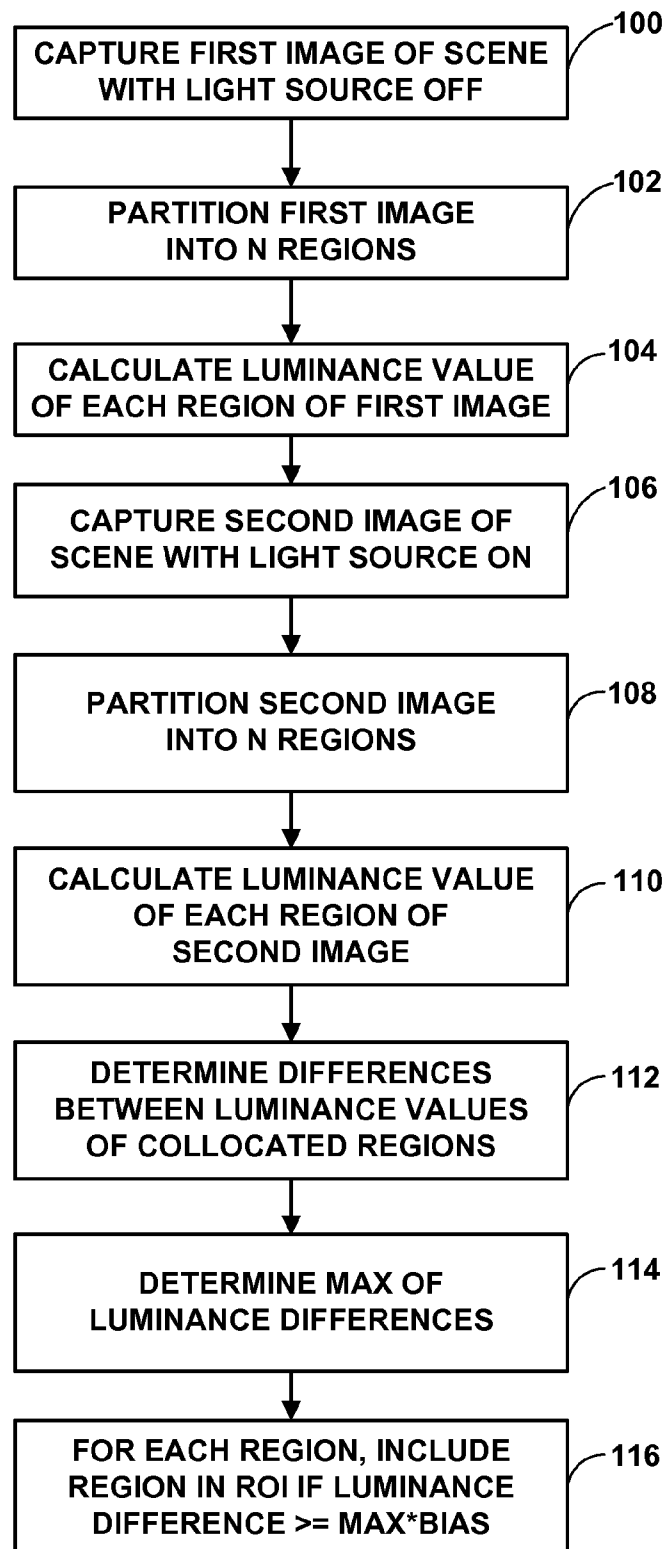 100
CAPTURE FIRST IMAGE OF SCENE
WITH LIGHT SOURCE OFF
102
PARTITION FIRST IMAGE
INTO N REGIONS
104
CALCULATE LUMINANCE VALUE
OF EACH REGION OF FIRST IMAGE
106
CAPTURE SECOND IMAGE OF
SCENE WITH LIGHT SOURCE ON
108
PARTITION SECOND IMAGE
INTO N REGIONS
110
CALCULATE LUMINANCE VALUE
OF EACH REGION OF
SECOND IMAGE
112
DETERMINE DIFFERENCES
BETWEEN LUMINANCE VALUES
OF COLLOCATED REGIONS
114
DETERMINE MAX OF
LUMINANCE DIFFERENCES
116
FOR EACH REGION, INCLUDE
REGION IN ROI IF LUMINANCE
DIFFERENCE >= MAX*BIAS